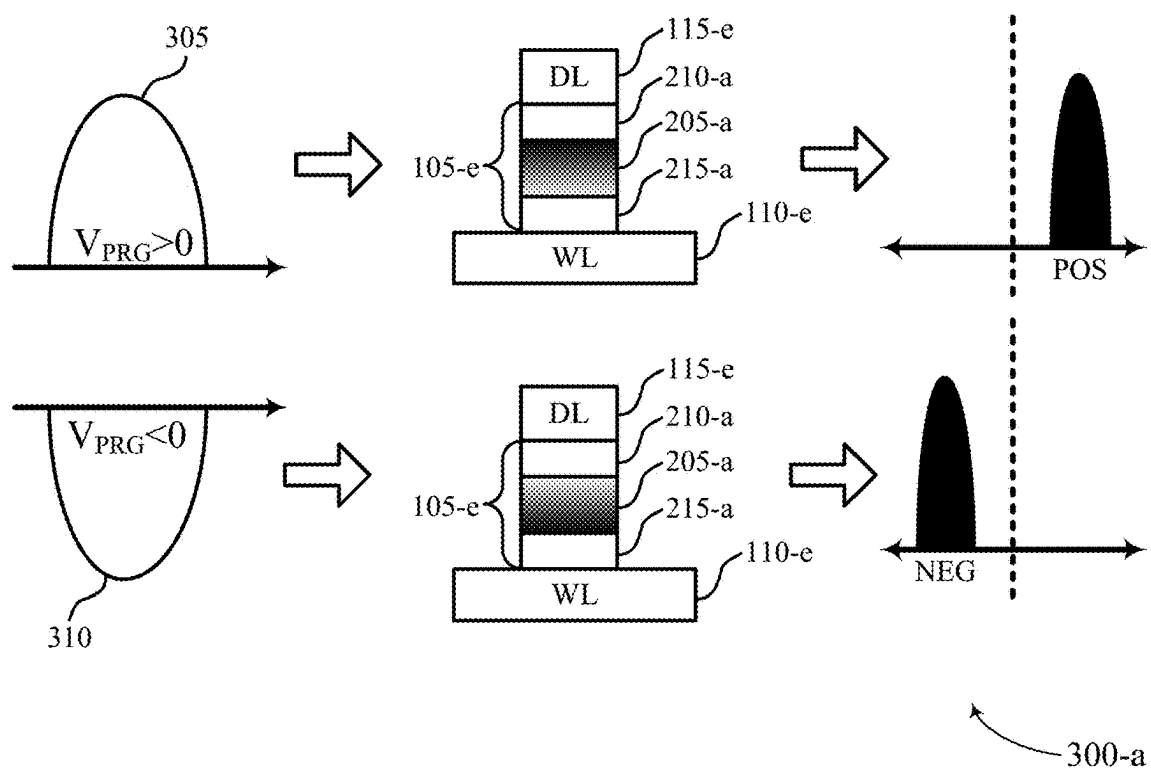 305
V_PRG>0
115-e
DL
210-a
205-a
105-e
215-a
110-e
WL
POS
V_PRG<0
310
115-e
DL
210-a
205-a
105-e
215-a
110-e
WL
NEG
300-a